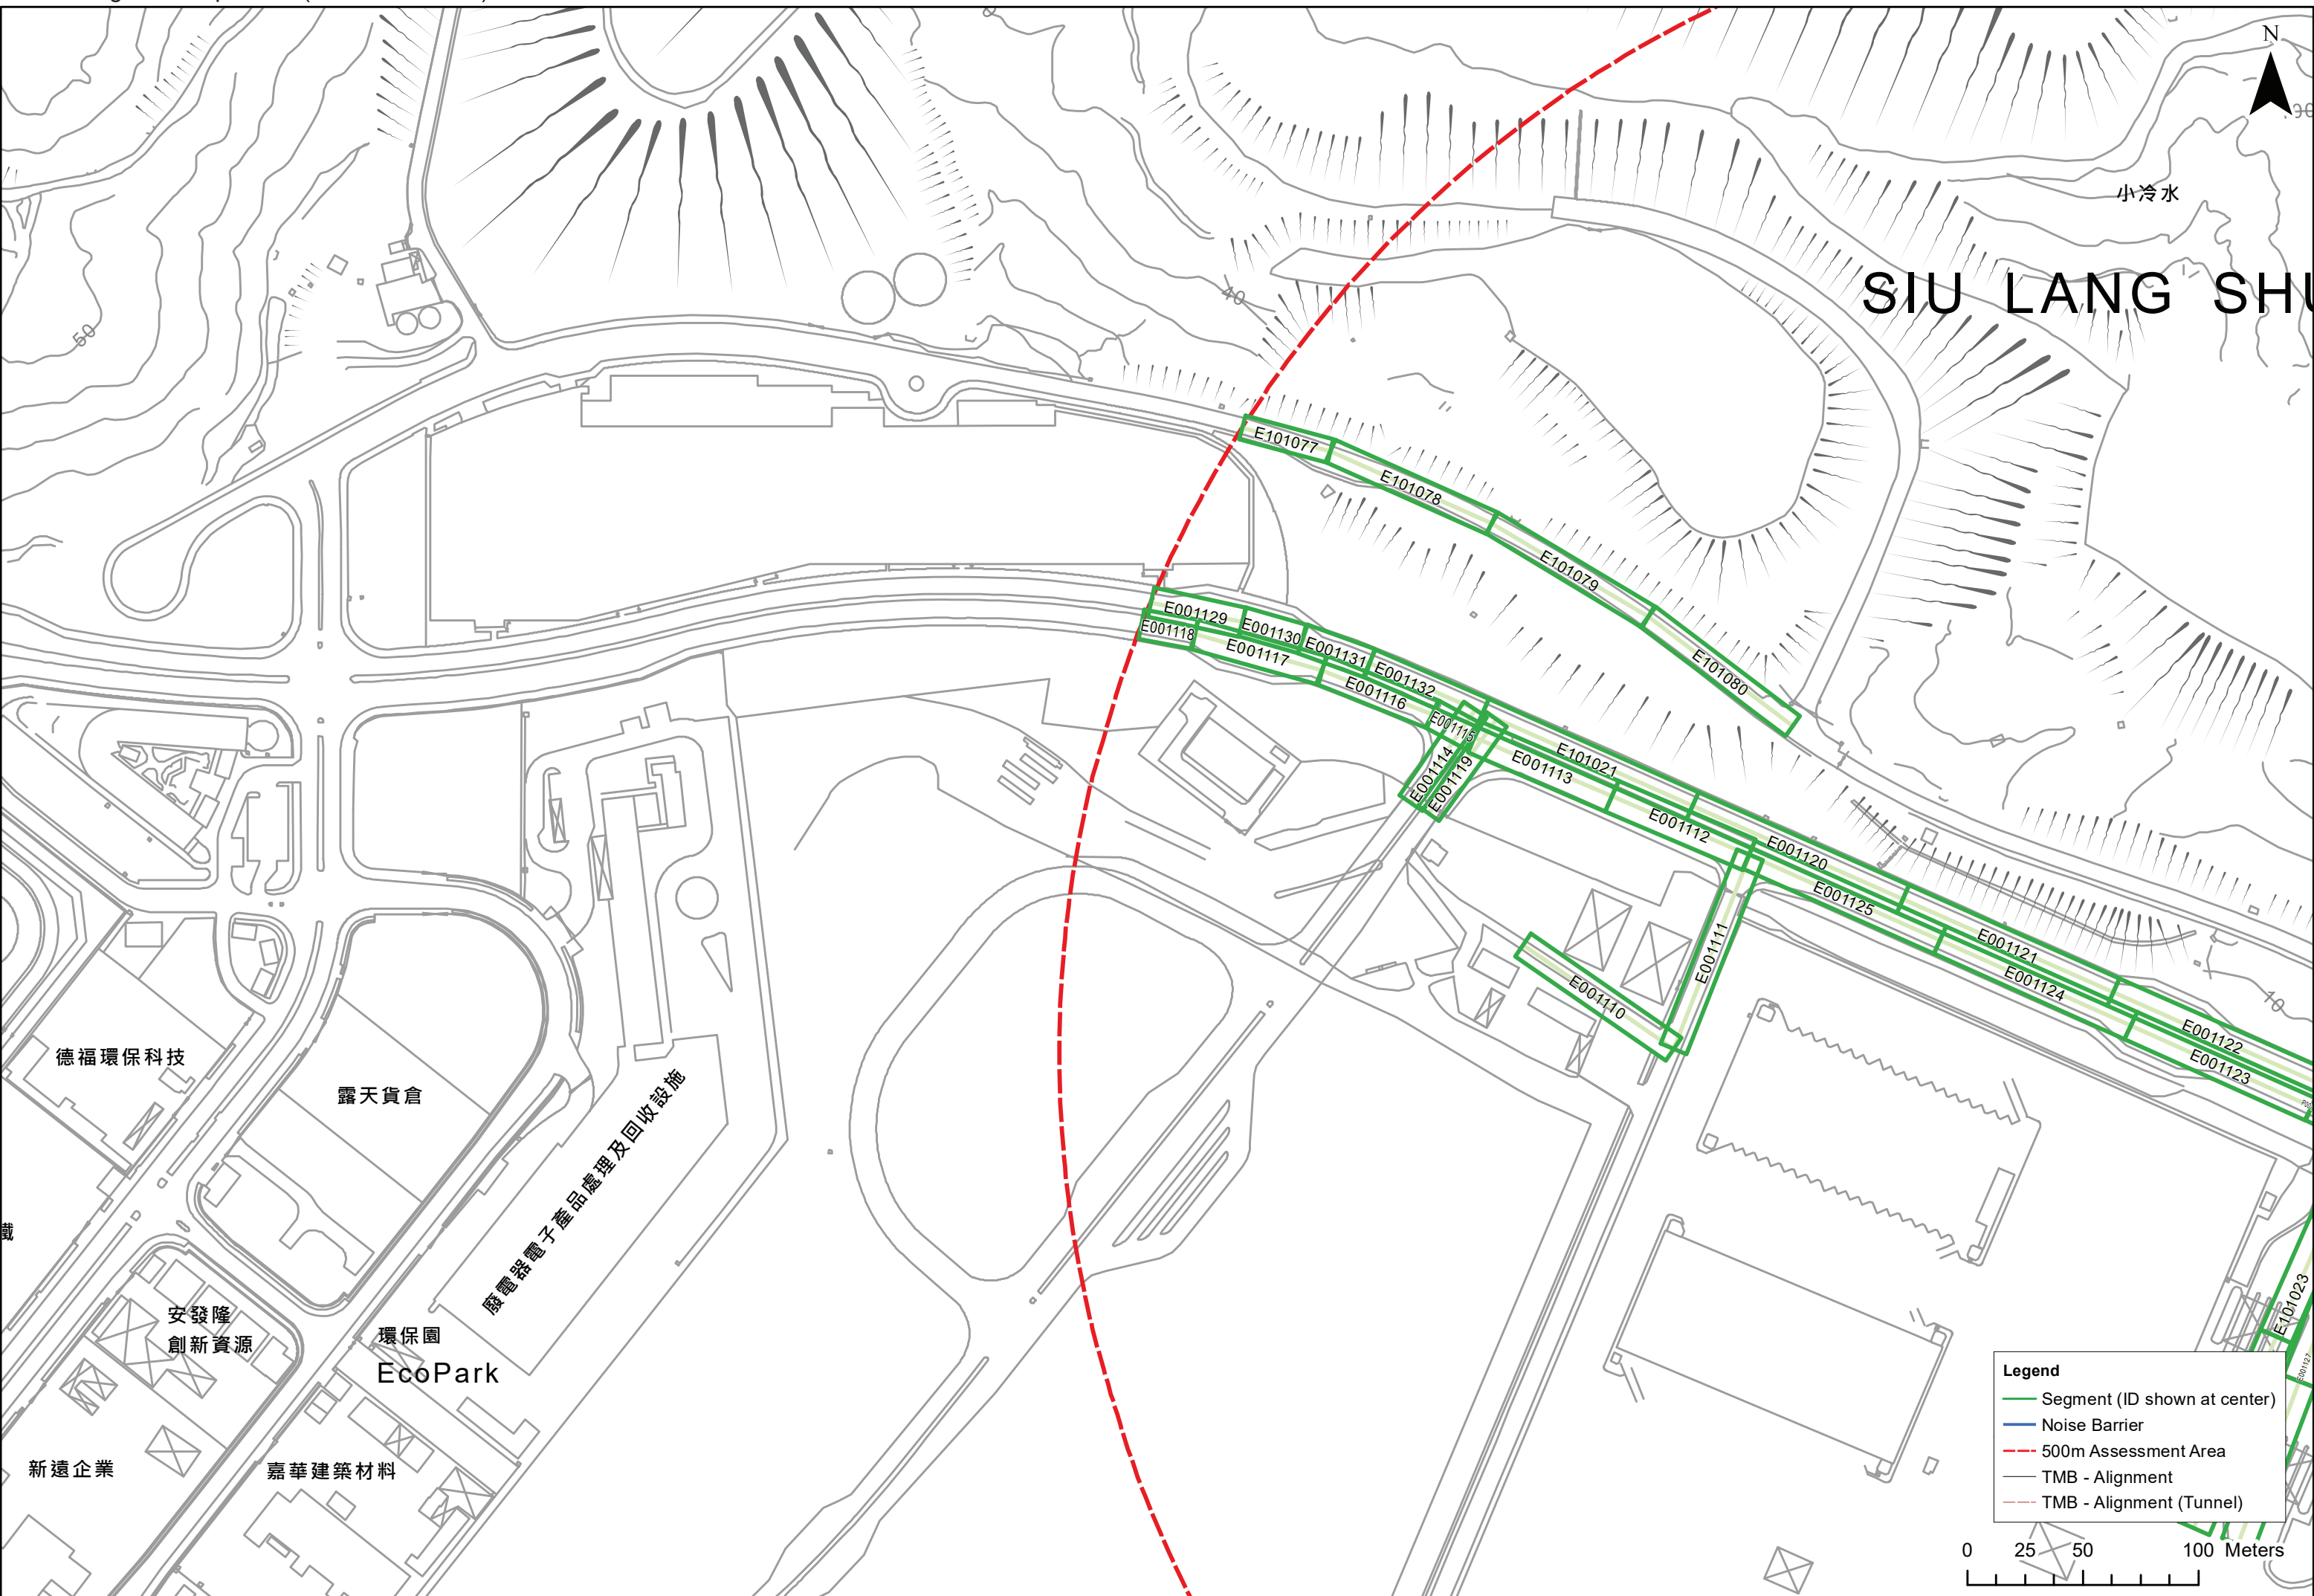 N
小冷水
SIU LANG SHU
50
40
E101077
E101078
E101079
E101080
E001129
E001130
E001131
E001132
E001118
E001117
E001116
E001115
E001114
E001119
E101021
E001113
E001112
E001120
E001125
E001111
E001110
E001121
E001124
E001122
E001123
10
德福環保科技
露天貨倉
廢電器電子產品處理及回收設施
鐵
安發隆
創新資源
環保園
EcoPark
新遠企業
嘉華建築材料
E101023
E001127
Legend
Segment (ID shown at center)
Noise Barrier
500m Assessment Area
TMB - Alignment
TMB - Alignment (Tunnel)
0 25 50 100 Meters